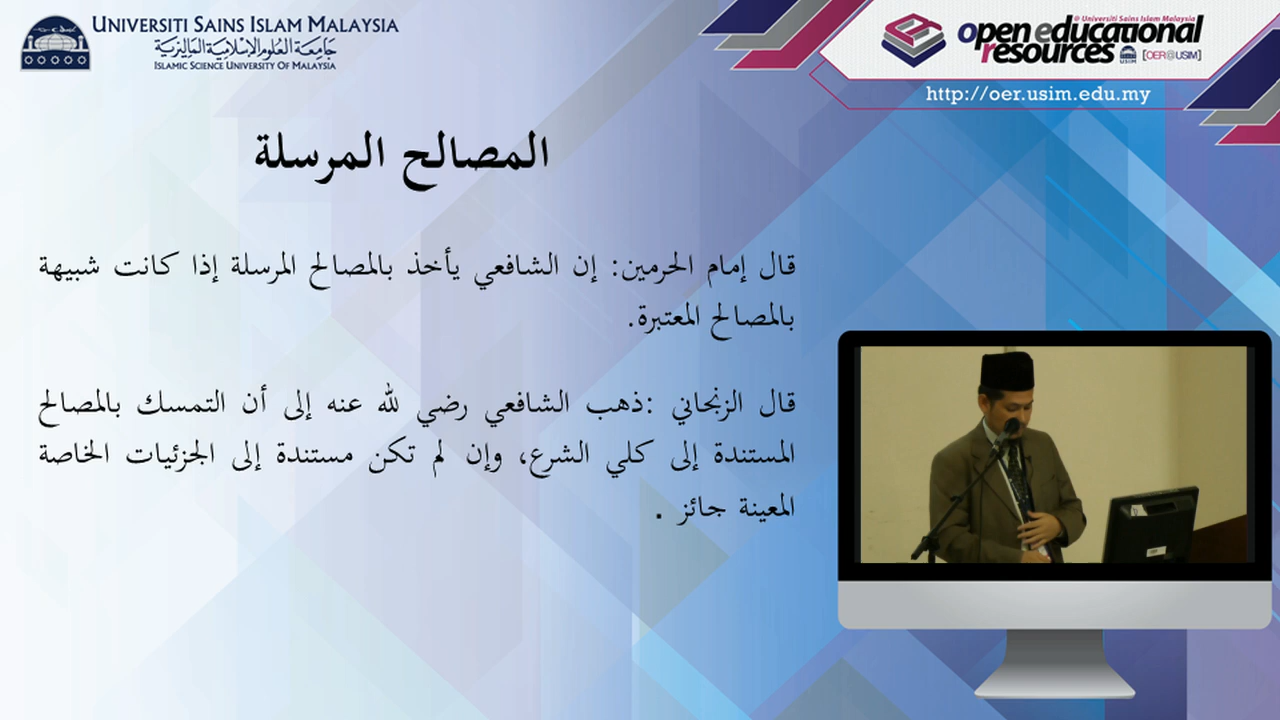 UNIVERSITI SAINS ISLAM MALAYSIA
جامعة العلوم الإسلامية الماليزية
ISLAMIC SCIENCE UNIVERSITY OF MALAYSIA
@ Universiti Sains Islam Malaysia
open educational
resources
USIM
[OER@USIM]
http://oer.usim.edu.my
المصالح المرسلة
قال إمام الحرمين: إن الشافعي يأخذ بالمصالح المرسلة إذا كانت شبيهة
بالمصالح المعتبرة.
قال الزنحاني :ذهب الشافعي رضي لله عنه إلى أن التمسك بالمصالح
المستندة إلى كلي الشرع، وإن لم تكن مستندة إلى الجزئيات الخاصة
المعينة جائز .